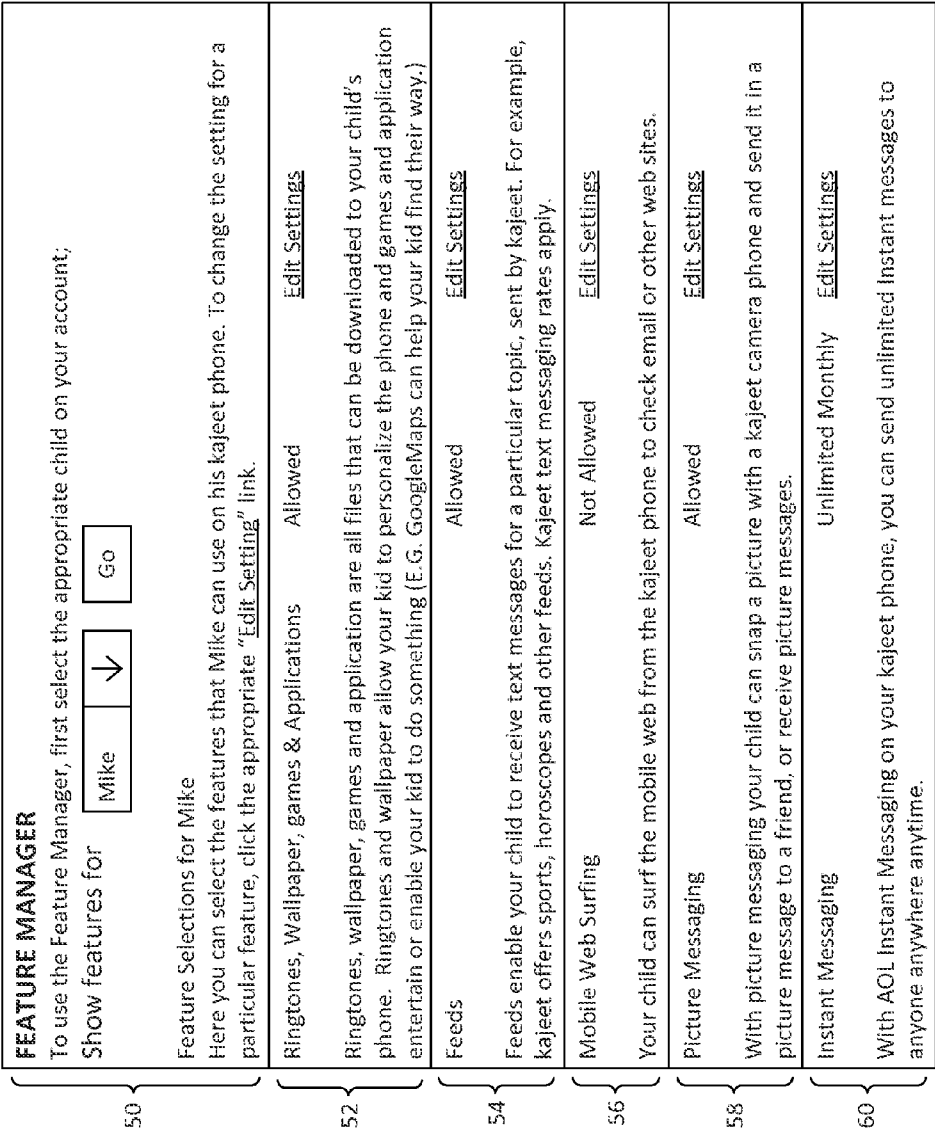 FEATURE MANAGER
To use the Feature Manager, first select the appropriate child on your account;
Show features for Mike ↓ Go
50
Feature Selections for Mike
Here you can select the features that Mike can use on his kajeet phone. To change the setting for a
particular feature, click the appropriate "Edit Setting" link.
Ringtones, Wallpaper, games & Applications Allowed Edit Settings
52
Ringtones, wallpaper, games and application are all files that can be downloaded to your child's
phone. Ringtones and wallpaper allow your kid to personalize the phone and games and application
entertain or enable your kid to do something (E.G. GoogleMaps can help your kid find their way.)
Feeds Allowed Edit Settings
54
Feeds enable your child to receive text messages for a particular topic, sent by kajeet. For example,
kajeet offers sports, horoscopes and other feeds. Kajeet text messaging rates apply.
Mobile Web Surfing Not Allowed Edit Settings
56
Your child can surf the mobile web from the kajeet phone to check email or other web sites.
Picture Messaging Allowed Edit Settings
58
With picture messaging your child can snap a picture with a kajeet camera phone and send it in a
picture message to a friend, or receive picture messages.
Instant Messaging Unlimited Monthly Edit Settings
60
With AOL Instant Messaging on your kajeet phone, you can send unlimited Instant messages to
anyone anywhere anytime.